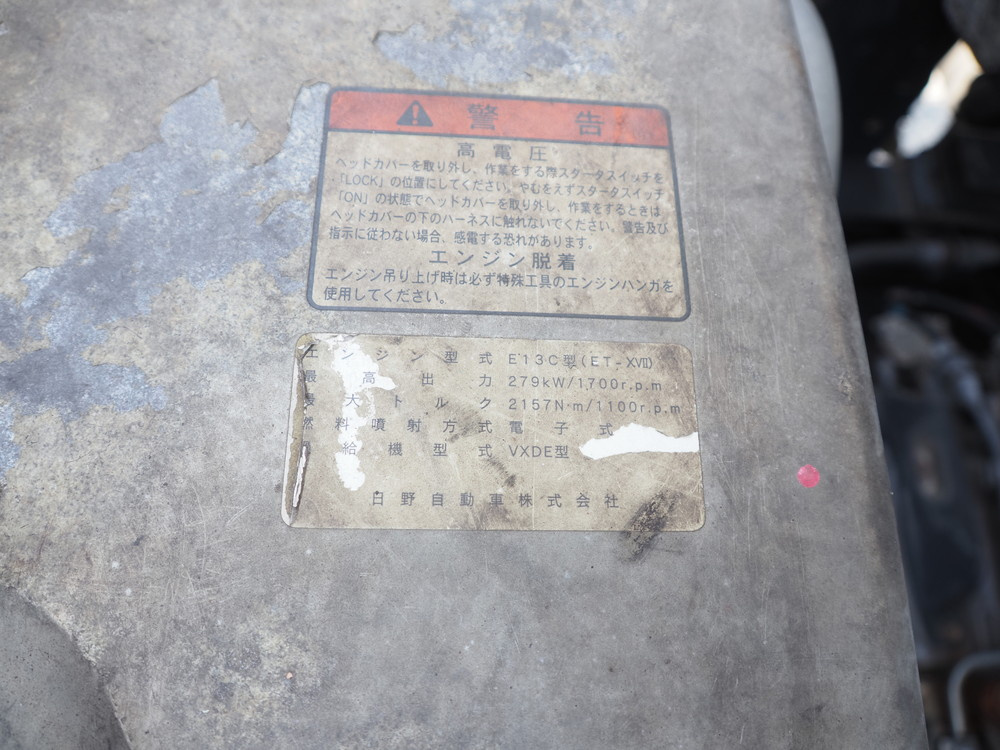 警告
高電圧
ヘッドカバーを取り外し、作業をする際スタータスイッチを
「LOCK」の位置にしてください。やむをえずスタータスイッチ
「ON」の状態でヘッドカバーを取り外し、作業をするときは
ヘッドカバーの下のハーネスに触れないでください。警告及び
指示に従わない場合、感電する恐れがあります。
エンジン脱着
エンジン吊り上げ時は必ず特殊工具のエンジンハンガを
使用してください。
エンジン型式 E13C型(ET-XVII)
最高出力 279kW/1,700r.p.m
最大トルク 2157N·m/1100r.p.m
燃料噴射方式 電子式
給機型式 VXDE型
日野自動車株式会社